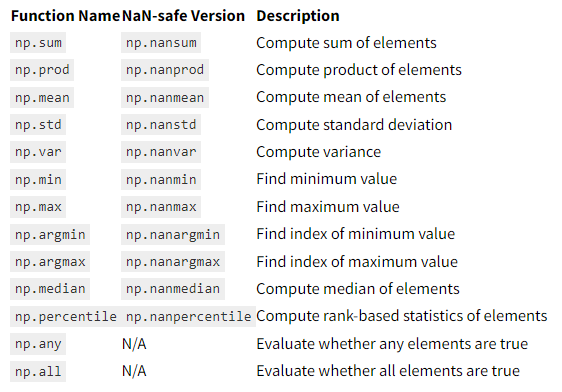 Function Name NaN-safe Version Description
np.sum np.nansum Compute sum of elements
np.prod np.nanprod Compute product of elements
np.mean np.nanmean Compute mean of elements
np.std np.nanstd Compute standard deviation
np.var np.nanvar Compute variance
np.min np.nanmin Find minimum value
np.max np.nanmax Find maximum value
np.argmin np.nanargmin Find index of minimum value
np.argmax np.nanargmax Find index of maximum value
np.median np.nanmedian Compute median of elements
np.percentile np.nanpercentile Compute rank-based statistics of elements
np.any N/A Evaluate whether any elements are true
np.all N/A Evaluate whether all elements are true